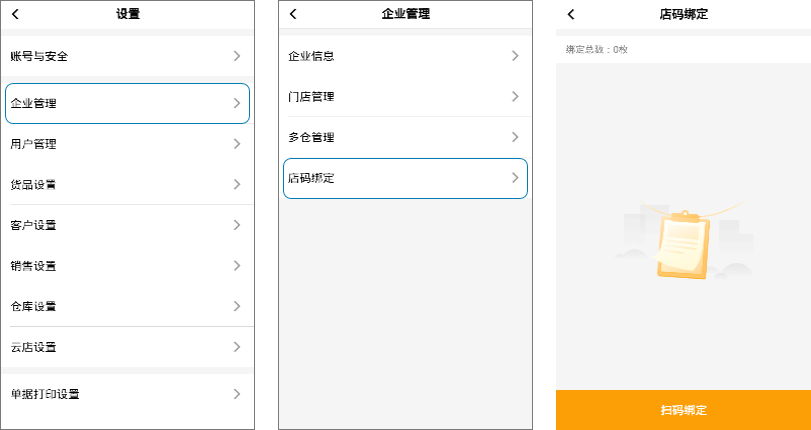 设置
账号与安全
企业管理
用户管理
货品设置
客户设置
销售设置
仓库设置
云店设置
单据打印设置
企业管理
企业信息
门店管理
多仓管理
店码绑定
店码绑定
绑定总数：0枚
扫码绑定